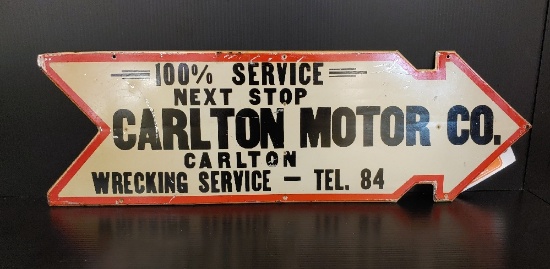 100% SERVICE
NEXT STOP
CARLTON MOTOR CO.
CARLTON
WRECKING SERVICE — TEL. 84